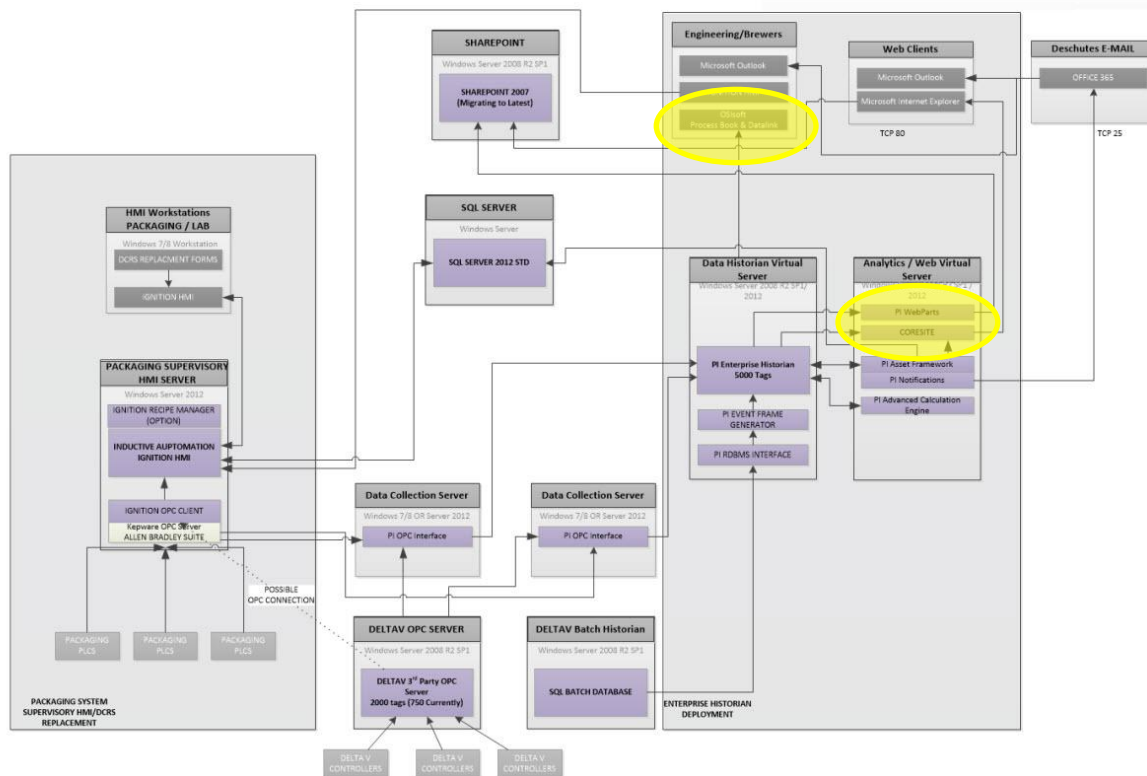 SHAREPOINT
Windows Server 2008 R2 SP1
SHAREPOINT 2007
(Migrating to Latest)
Engineering/Brewers
Microsoft Outlook
OSIsoft
Process Book & Datalink
Web Clients
Microsoft Outlook
Microsoft Internet Explorer
TCP 80
Deschutes E-MAIL
OFFICE 365
TCP 25
HMI Workstations
PACKAGING / LAB
Windows 7/8 Workstation
DCRS REPLACMENT FORMS
IGNITION HMI
SQL SERVER
Windows Server
SQL SERVER 2012 STD
Data Historian Virtual
Server
Windows Server 2008 R2 SP1/
2012
PI Enterprise Historian
5000 Tags
PI EVENT FRAME
GENERATOR
PI RDBMS INTERFACE
Analytics / Web Virtual
Server
2012
PI WebParts
CORESITE
PI Asset Framework
PI Notifications
PI Advanced Calculation
Engine
PACKAGING SUPERVISORY
HMI SERVER
Windows Server 2012
IGNITION RECIPE MANAGER
(OPTION)
INDUCTIVE AUPTOMATION
IGNITION HMI
IGNITION OPC CLIENT
Kepware OPC Server
ALLEN BRADLEY SUITE
Data Collection Server
Windows 7/8 OR Server 2012
PI OPC Interface
Data Collection Server
Windows 7/8 OR Server 2012
PI OPC Interface
POSSIBLE
OPC CONNECTION
PACKAGING
PLCS
PACKAGING
PLCS
PACKAGING
PLCS
DELTAV OPC SERVER
Windows Server 2008 R2 SP1
DELTAV 3rd Party OPC
Server
2000 tags (750 Currently)
DELTAV Batch Historian
Windows Server 2008 R2 SP1
SQL BATCH DATABASE
PACKAGING SYSTEM
SUPERVISORY HMI/DCRS
REPLACEMENT
ENTERPRISE HISTORIAN
DEPLOYMENT
DELTA V
CONTROLLERS
DELTA V
CONTROLLERS
DELTA V
CONTROLLERS